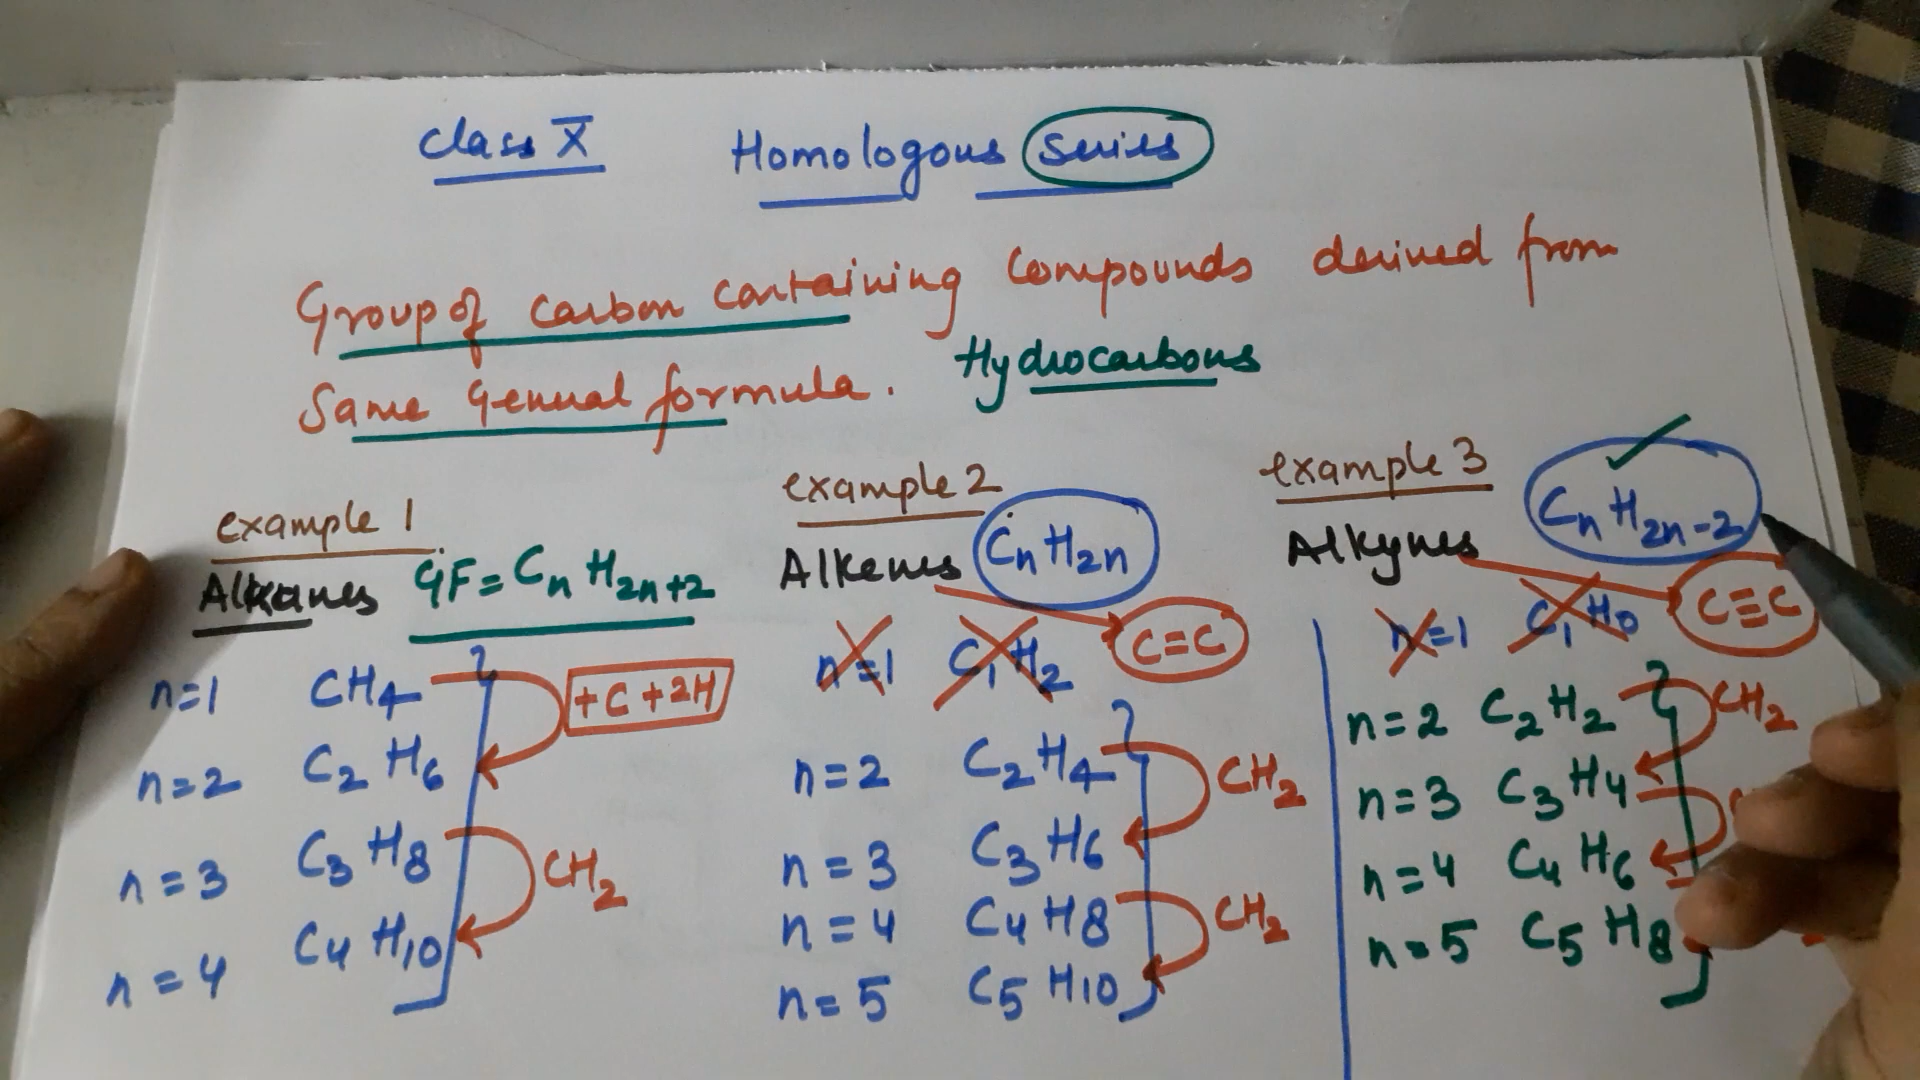 Class X Homologous Series
Group of Carbon Containing Compounds derived from
Same General formula. Hydrocarbons
example 1
Alkanes GF = CnH2n+2
n=1 CH4
+C +2H
n=2 C2H6
n=3 C3H8
CH2
n=4 C4H10
example 2
Alkenes CnH2n
C=C
n=1 C1H2
n=2 C2H4
CH2
n=3 C3H6
n=4 C4H8
CH2
n=5 C5H10
example 3
Alkynes CnH2n-2
C≡C
n=1 C1H0
n=2 C2H2
CH2
n=3 C3H4
n=4 C4H6
n=5 C5H8